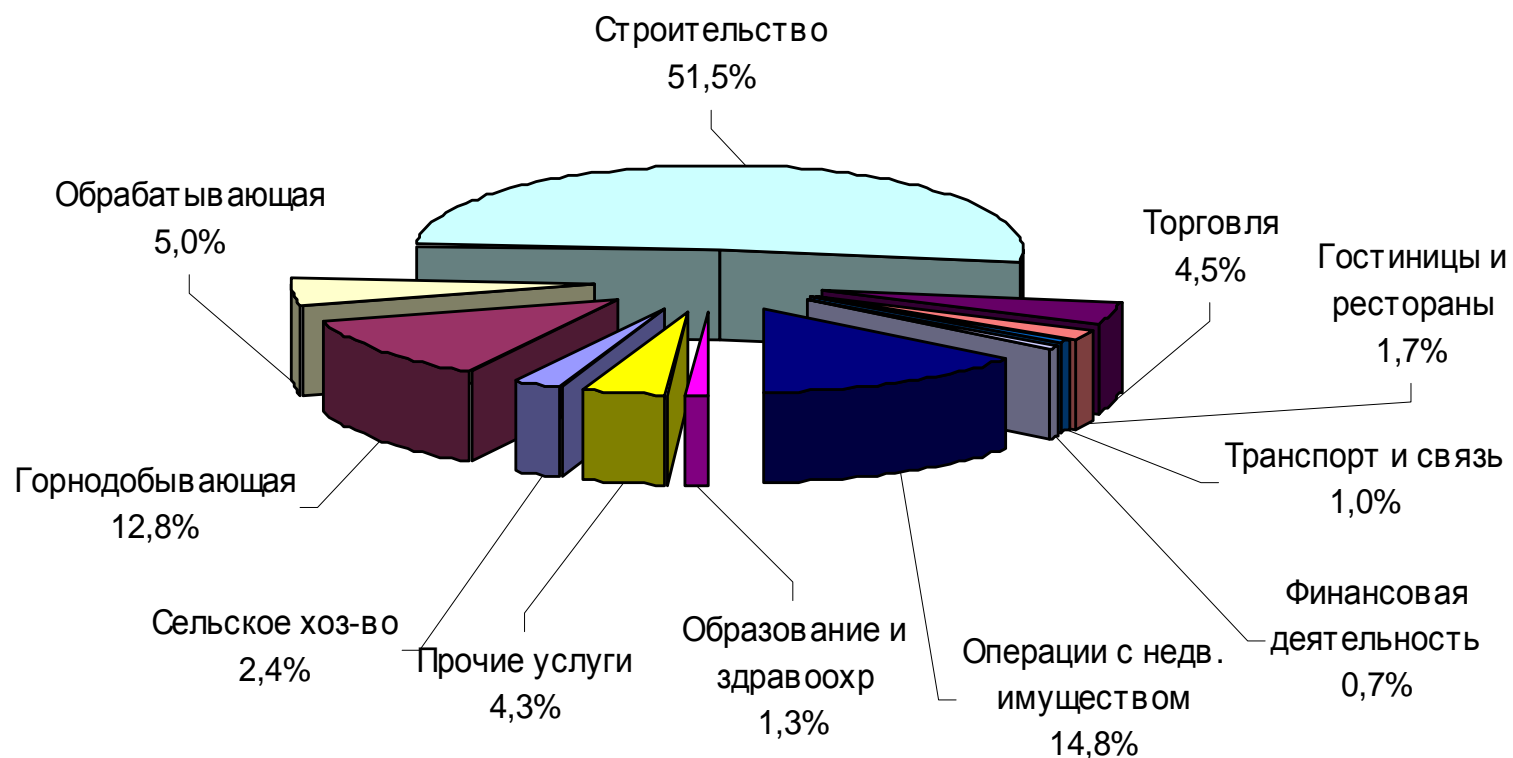 Строительство
51,5%
Обрабатывающая
5,0%
Торговля
4,5%
Гостиницы и
рестораны
1,7%
Горнодобывающая
12,8%
Транспорт и связь
1,0%
Сельское хоз-во
2,4%
Прочие услуги
4,3%
Образование и
здравоохр
1,3%
Операции с недв.
имуществом
14,8%
Финансовая
деятельность
0,7%